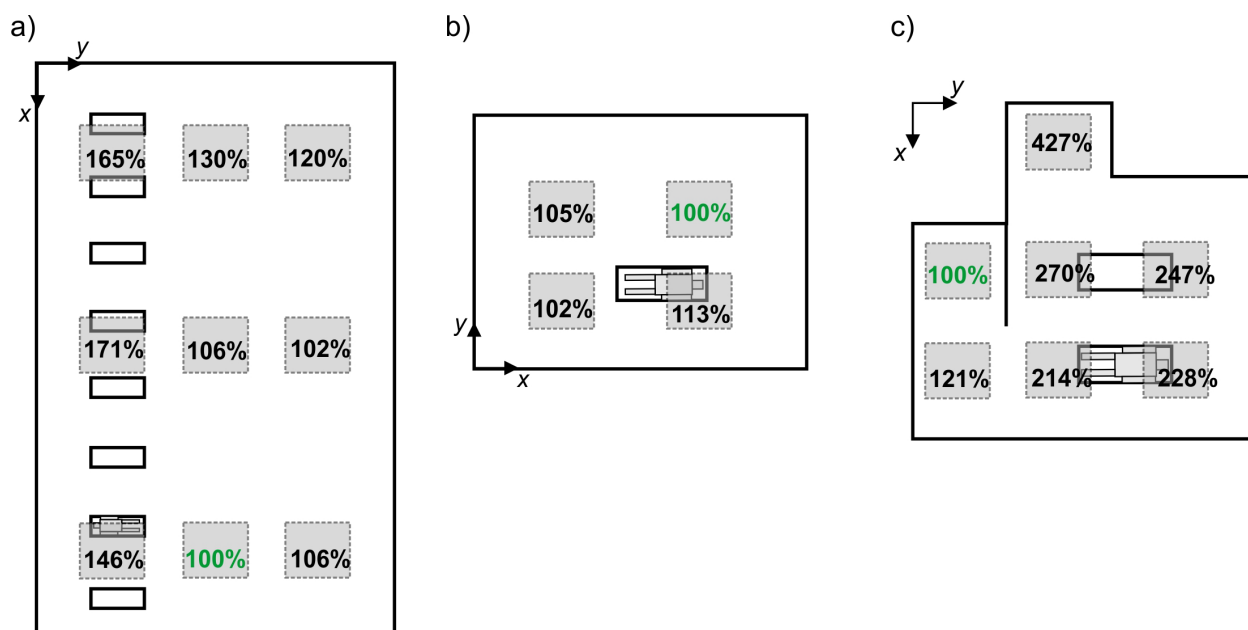 a)
y
x
165% 130% 120%
171% 106% 102%
146% 100% 106%
b)
105% 100%
102% 113%
y
x
c)
y
x
427%
100% 270% 247%
121% 214% 228%